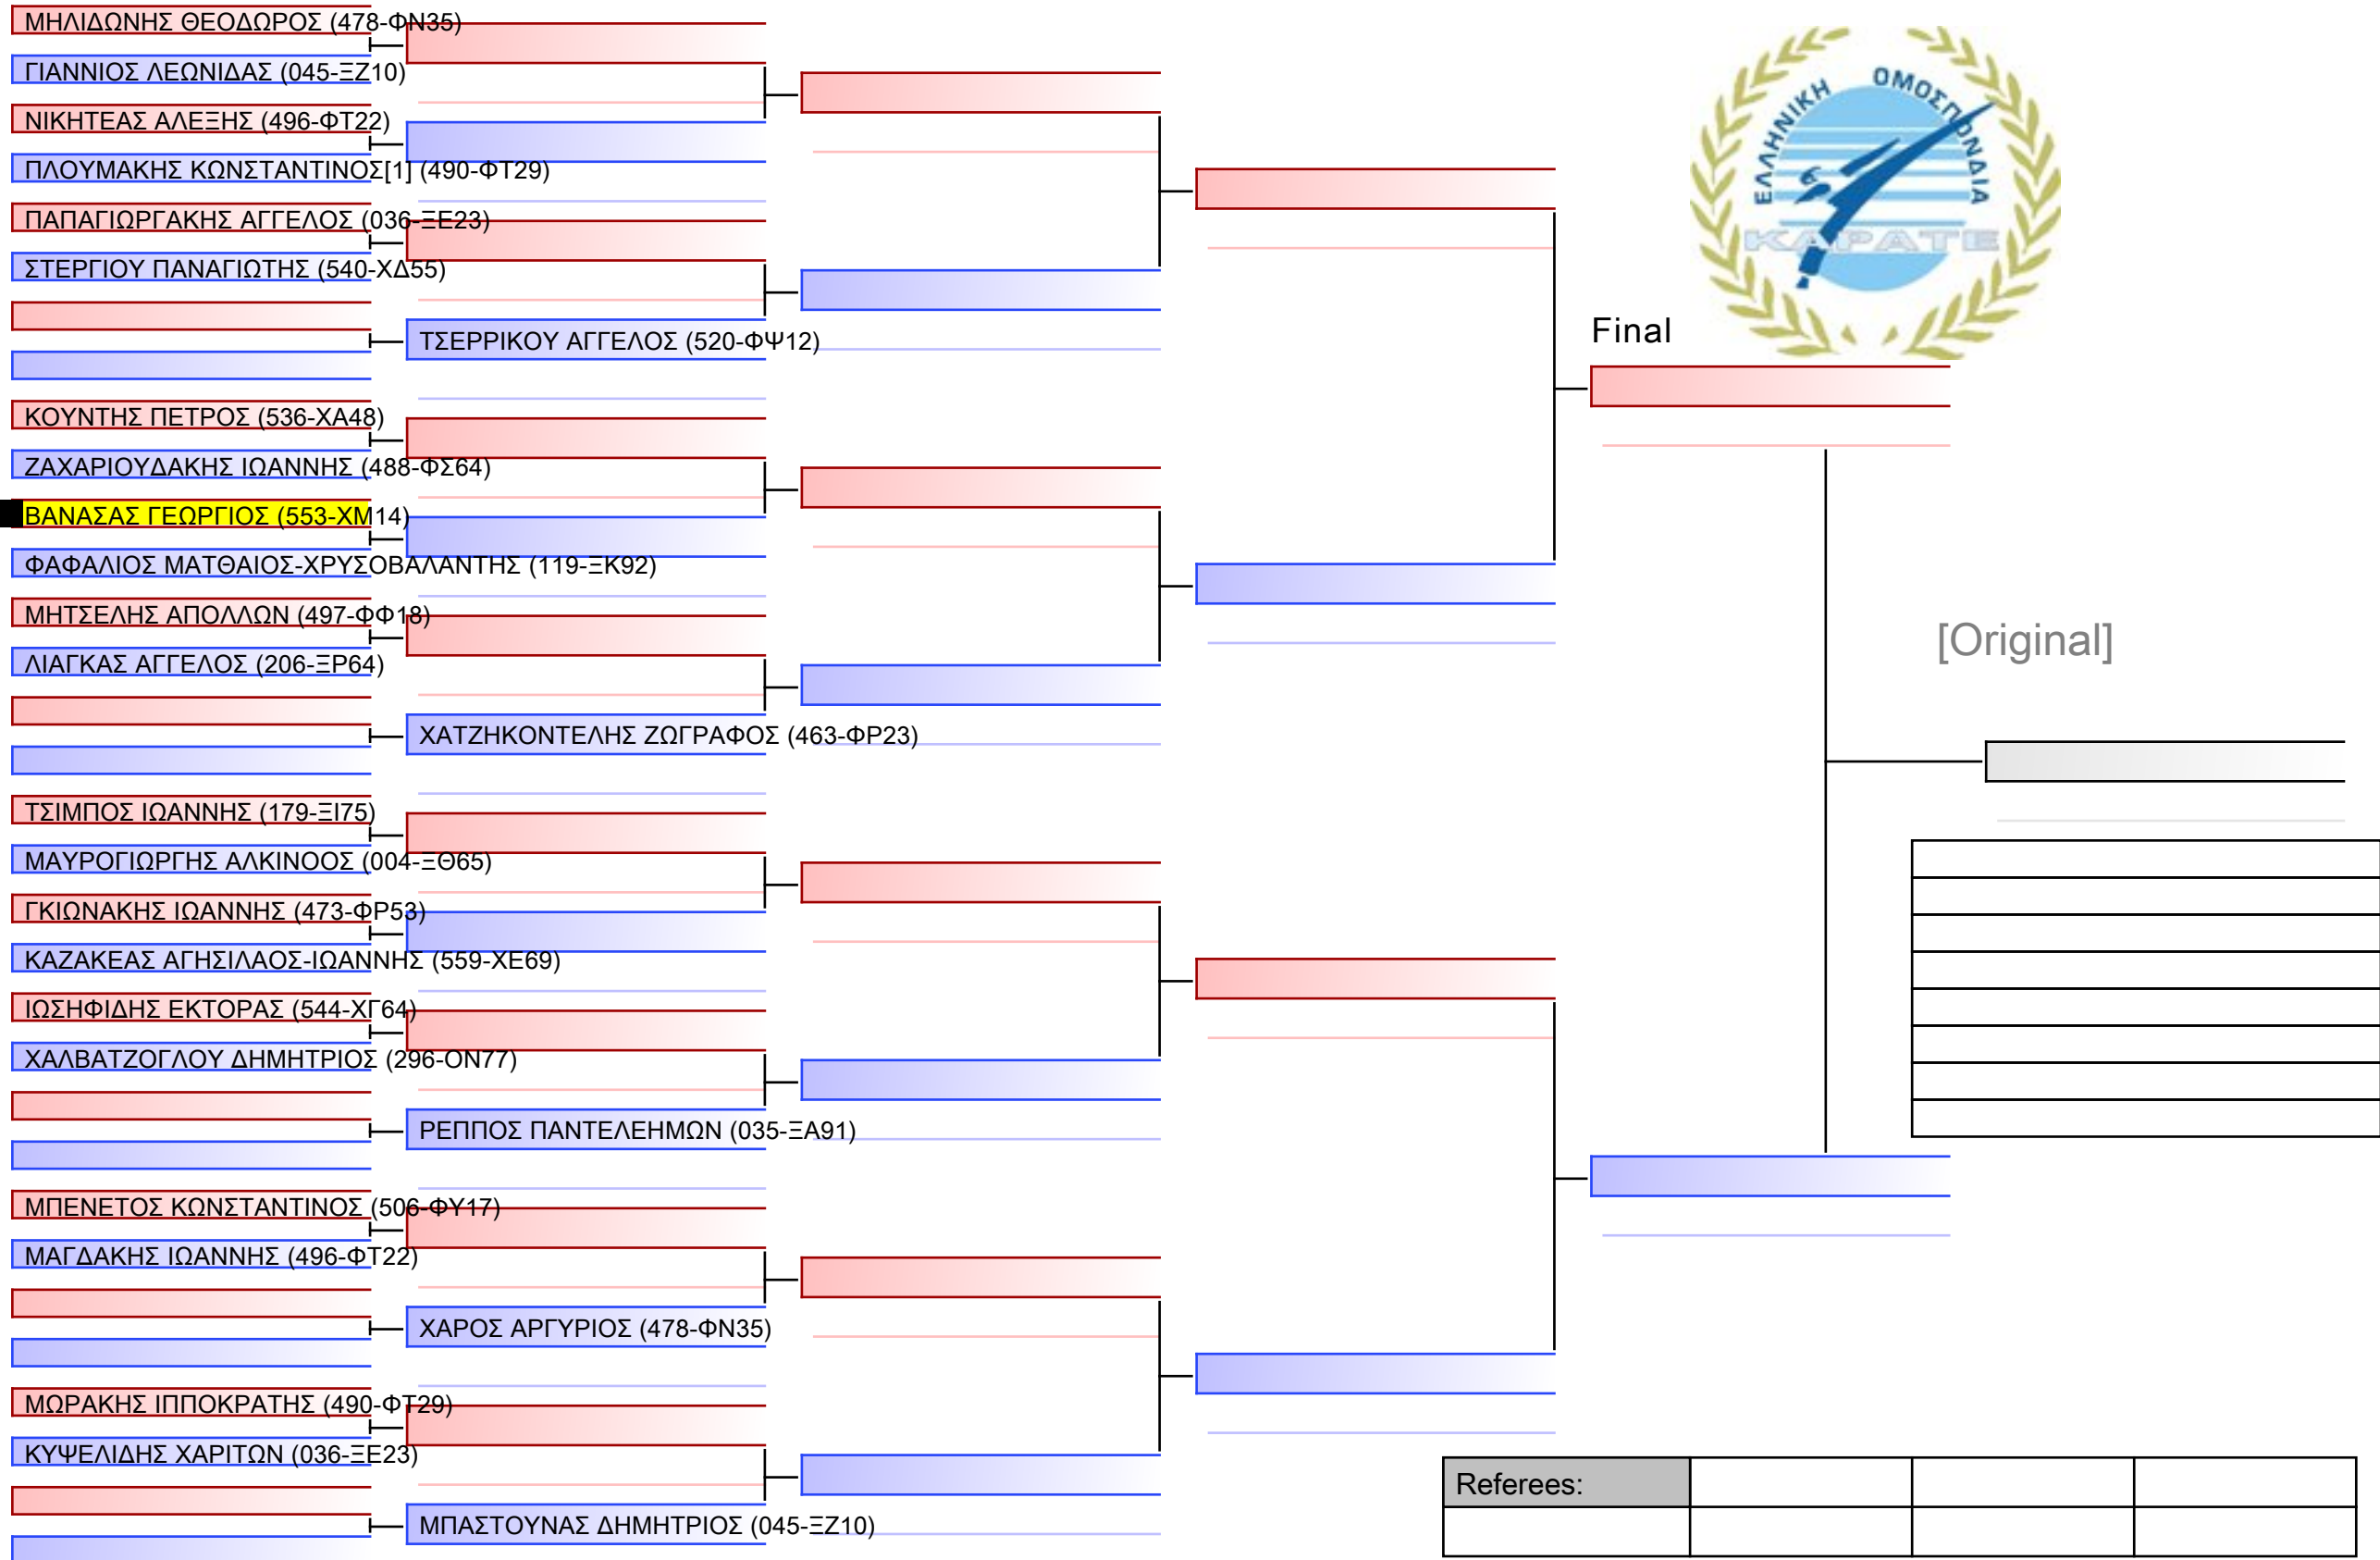 ΜΗΛΙΔΩΝΗΣ ΘΕΟΔΩΡΟΣ (478-ΦΝ35)
ΓΙΑΝΝΙΟΣ ΛΕΩΝΙΔΑΣ (045-ΞΖ10)
ΝΙΚΗΤΕΑΣ ΑΛΕΞΗΣ (496-ΦΤ22)
ΠΛΟΥΜΑΚΗΣ ΚΩΝΣΤΑΝΤΙΝΟΣ[1] (490-ΦΤ29)
ΠΑΠΑΓΙΩΡΓΑΚΗΣ ΑΓΓΕΛΟΣ (036-ΞΕ23)
ΣΤΕΡΓΙΟΥ ΠΑΝΑΓΙΩΤΗΣ (540-ΧΔ55)
ΤΣΕΡΡΙΚΟΥ ΑΓΓΕΛΟΣ (520-ΦΨ12)
ΚΟΥΝΤΗΣ ΠΕΤΡΟΣ (536-ΧΑ48)
ΖΑΧΑΡΙΟΥΔΑΚΗΣ ΙΩΑΝΝΗΣ (488-ΦΣ64)
ΒΑΝΑΣΑΣ ΓΕΩΡΓΙΟΣ (553-ΧΜ14)
ΦΑΦΑΛΙΟΣ ΜΑΤΘΑΙΟΣ-ΧΡΥΣΟΒΑΛΑΝΤΗΣ (119-ΞΚ92)
ΜΗΤΣΕΛΗΣ ΑΠΟΛΛΩΝ (497-ΦΦ18)
ΛΙΑΓΚΑΣ ΑΓΓΕΛΟΣ (206-ΞΡ64)
ΧΑΤΖΗΚΟΝΤΕΛΗΣ ΖΩΓΡΑΦΟΣ (463-ΦΡ23)
ΤΣΙΜΠΟΣ ΙΩΑΝΝΗΣ (179-ΞΙ75)
ΜΑΥΡΟΓΙΩΡΓΗΣ ΑΛΚΙΝΟΟΣ (004-ΞΘ65)
ΓΚΙΩΝΑΚΗΣ ΙΩΑΝΝΗΣ (473-ΦΡ53)
ΚΑΖΑΚΕΑΣ ΑΓΗΣΙΛΑΟΣ-ΙΩΑΝΝΗΣ (559-ΧΕ69)
ΙΩΣΗΦΙΔΗΣ ΕΚΤΟΡΑΣ (544-ΧΓ64)
ΧΑΛΒΑΤΖΟΓΛΟΥ ΔΗΜΗΤΡΙΟΣ (296-ΟΝ77)
ΡΕΠΠΟΣ ΠΑΝΤΕΛΕΗΜΩΝ (035-ΞΑ91)
ΜΠΕΝΕΤΟΣ ΚΩΝΣΤΑΝΤΙΝΟΣ (506-ΦΥ17)
ΜΑΓΔΑΚΗΣ ΙΩΑΝΝΗΣ (496-ΦΤ22)
ΧΑΡΟΣ ΑΡΓΥΡΙΟΣ (478-ΦΝ35)
ΜΩΡΑΚΗΣ ΙΠΠΟΚΡΑΤΗΣ (490-ΦΤ29)
ΚΥΨΕΛΙΔΗΣ ΧΑΡΙΤΩΝ (036-ΞΕ23)
ΜΠΑΣΤΟΥΝΑΣ ΔΗΜΗΤΡΙΟΣ (045-ΞΖ10)
ΕΛΛΗΝΙΚΗ ΟΜΟΣΠΟΝΔΙΑ
ΚΑΡΑΤΕ
Final
[Original]
Referees: